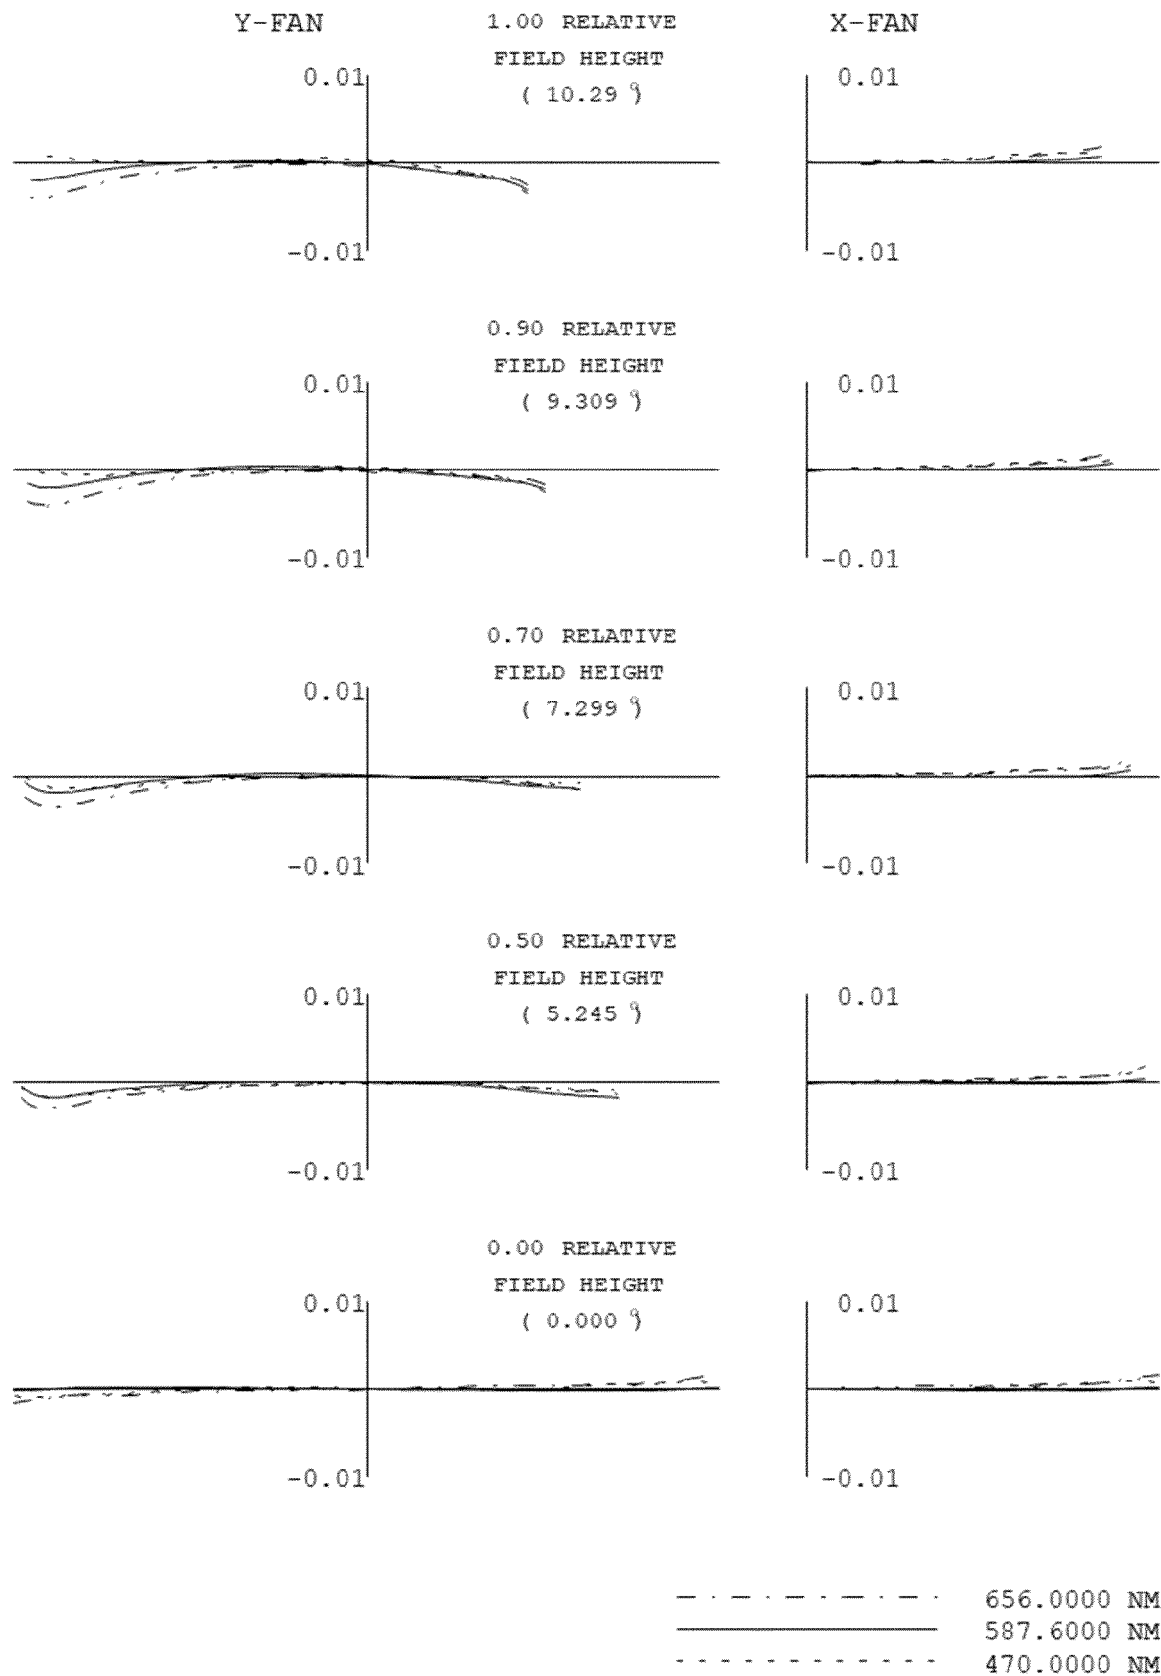 Y-FAN
1.00 RELATIVE
FIELD HEIGHT
( 10.29 º)
X-FAN
0.01
0.01
-0.01
-0.01
0.90 RELATIVE
FIELD HEIGHT
( 9.309 º)
0.01
0.01
-0.01
-0.01
0.70 RELATIVE
FIELD HEIGHT
( 7.299 º)
0.01
0.01
-0.01
-0.01
0.50 RELATIVE
FIELD HEIGHT
( 5.245 º)
0.01
0.01
-0.01
-0.01
0.00 RELATIVE
FIELD HEIGHT
( 0.000 º)
0.01
0.01
-0.01
-0.01
656.0000 NM
587.6000 NM
470.0000 NM